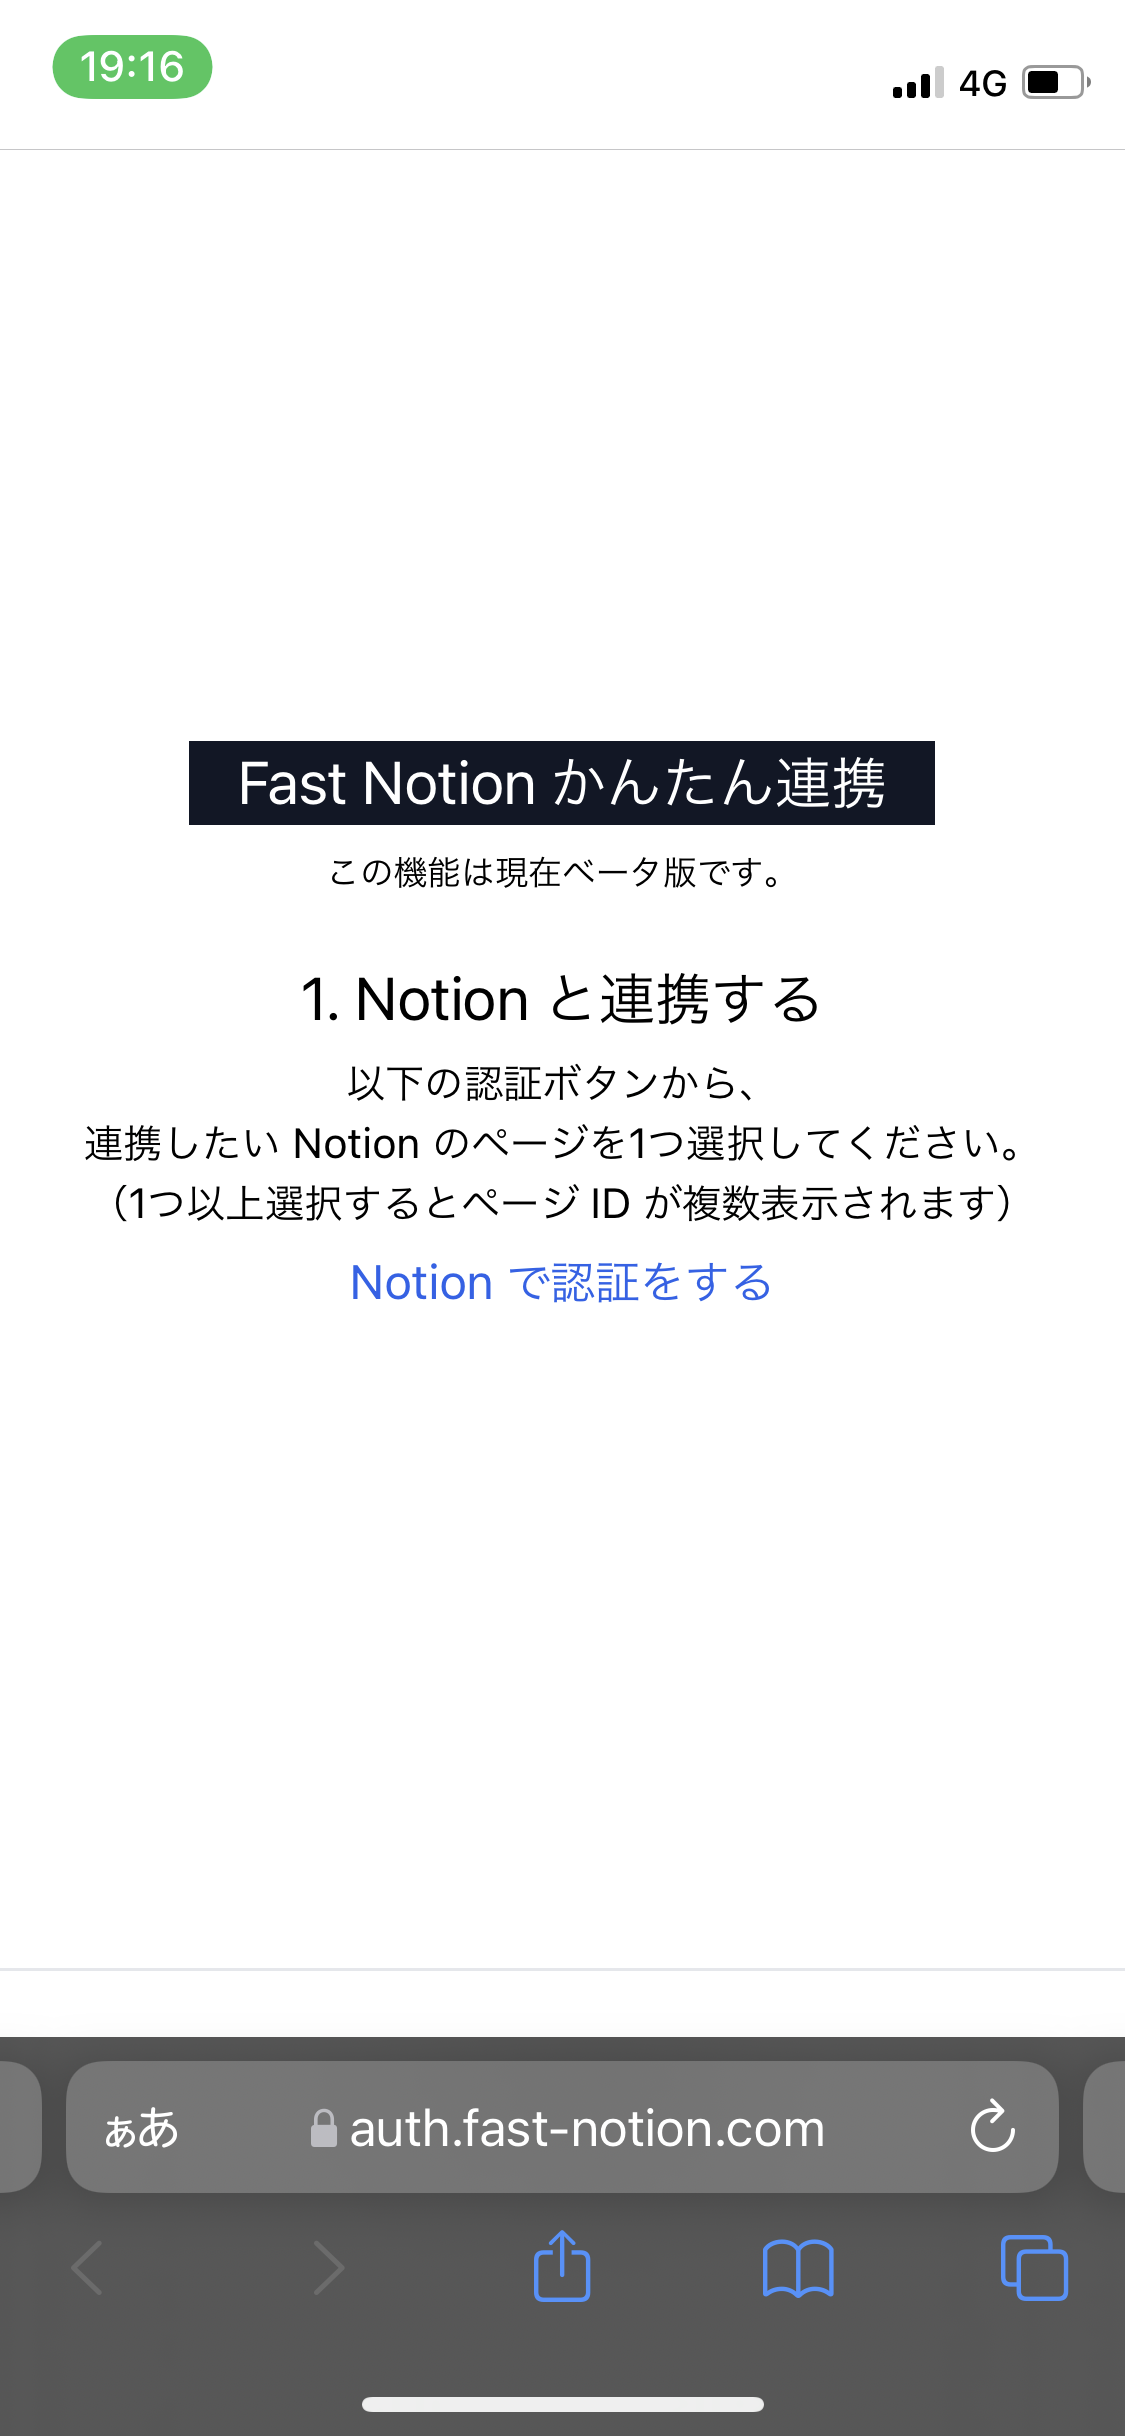 19:16
4G
Fast Notion かんたん連携
この機能は現在ベータ版です。
1. Notion と連携する
以下の認証ボタンから、
連携したい Notion のページを1つ選択してください。
（1つ以上選択するとページ ID が複数表示されます）
Notion で認証をする
ぁあ
auth.fast-notion.com